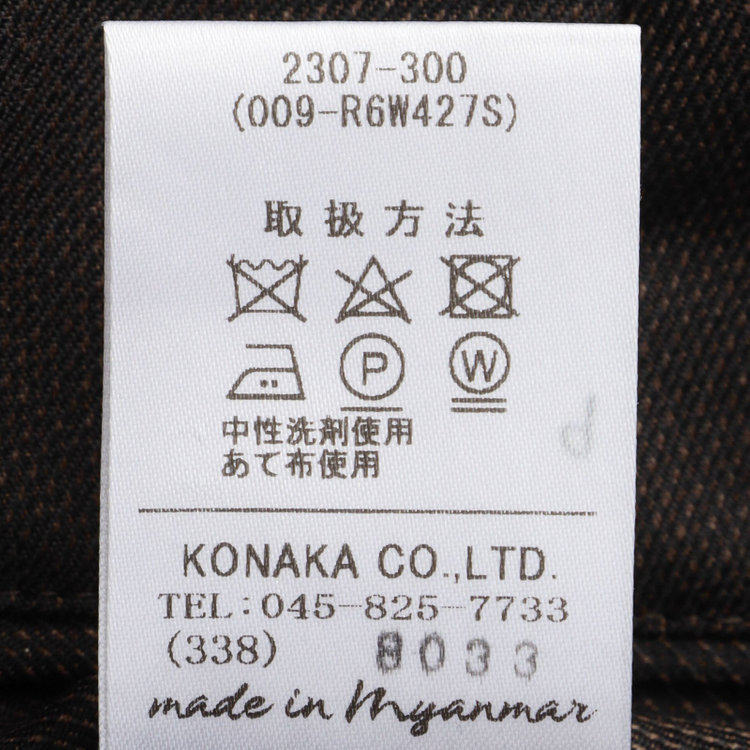 2307-300
(009-R6W427S)
取扱方法
P W
中性洗剤使用
あて布使用
KONAKA CO.,LTD.
TEL:045-825-7733
(338) 8033
made in Myanmar